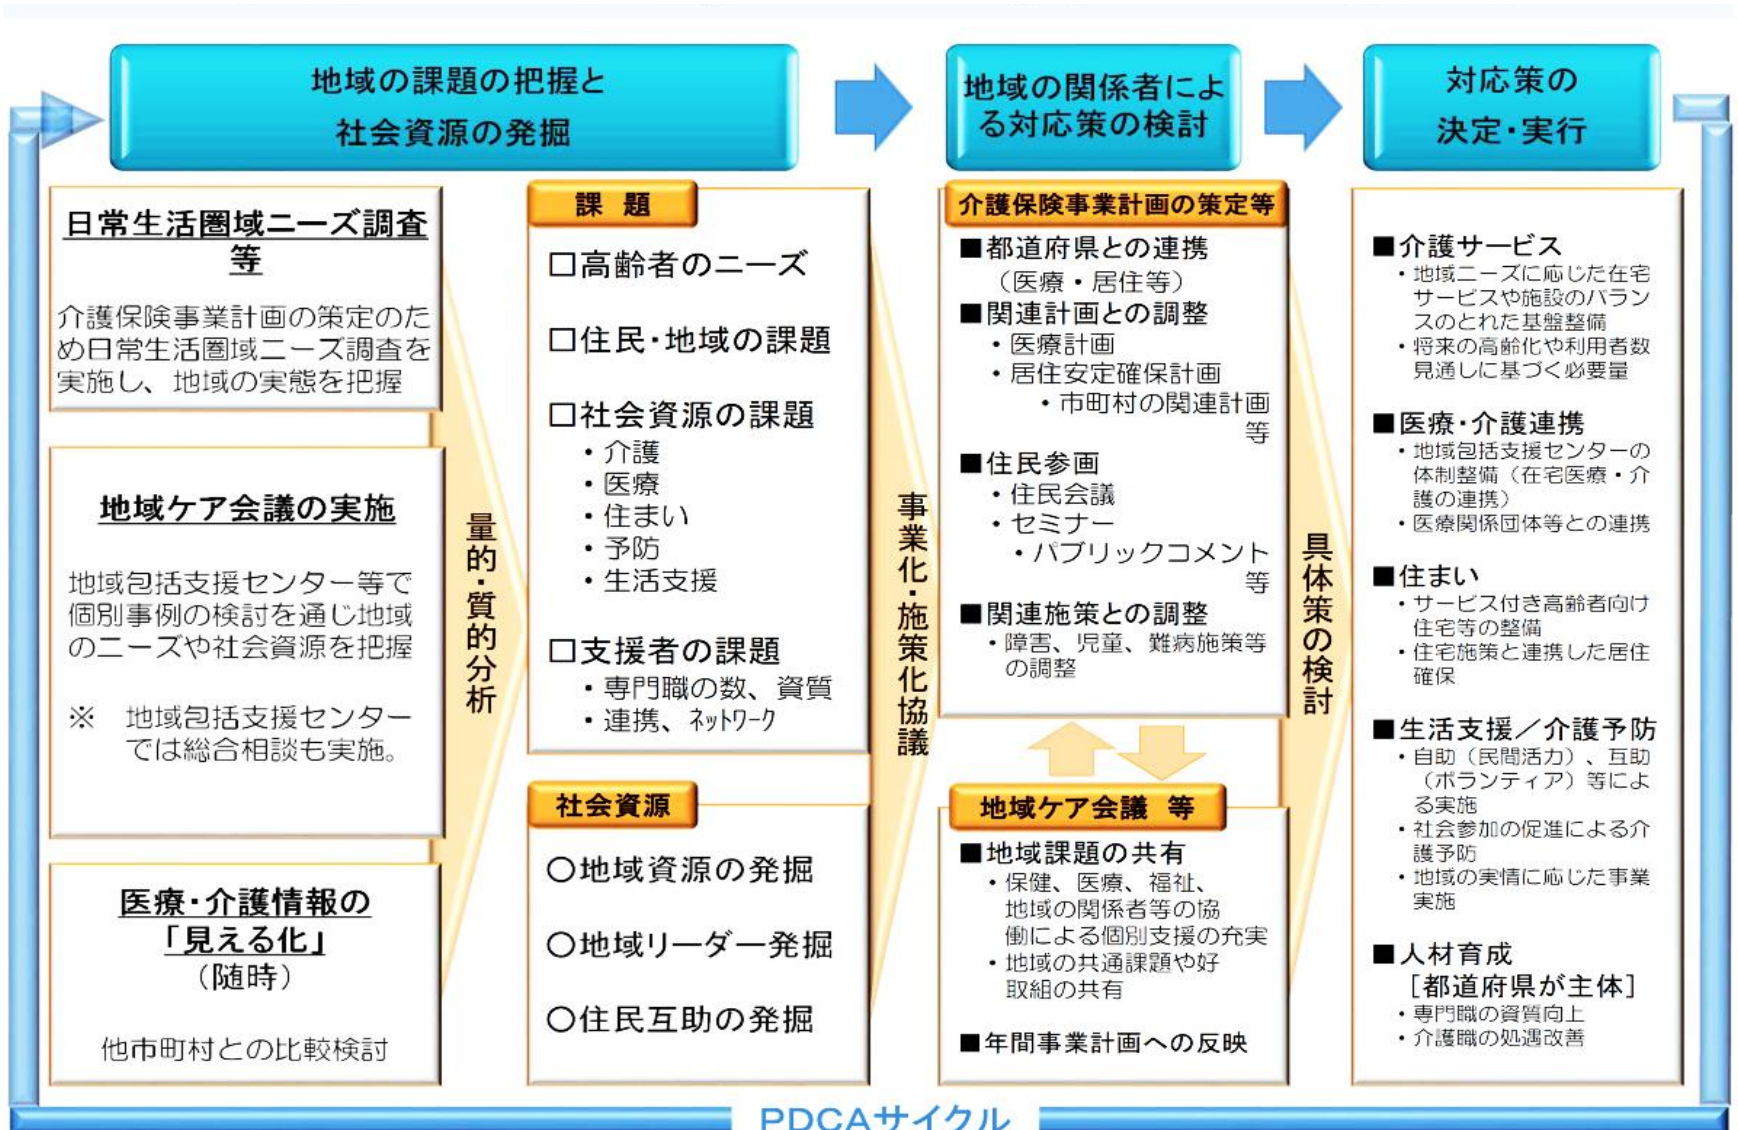 地域の課題の把握と
社会資源の発掘
地域の関係者によ
る対応策の検討
対応策の
決定・実行
日常生活圏域ニーズ調査
等
介護保険事業計画の策定のた
め日常生活圏域ニーズ調査を
実施し、地域の実態を把握
地域ケア会議の実施
地域包括支援センター等で
個別事例の検討を通じ地域
のニーズや社会資源を把握
※　地域包括支援センター
では総合相談も実施。
医療・介護情報の
「見える化」
（随時）
他市町村との比較検討
量的・質的分析
課 題
□高齢者のニーズ
□住民・地域の課題
□社会資源の課題
・介護
・医療
・住まい
・予防
・生活支援
□支援者の課題
・専門職の数、資質
・連携、ﾈｯﾄﾜｰｸ
社会資源
○地域資源の発掘
○地域リーダー発掘
○住民互助の発掘
事業化・施策化協議
介護保険事業計画の策定等
■都道府県との連携
（医療・居住等）
■関連計画との調整
・医療計画
・居住安定確保計画
・市町村の関連計画
等
■住民参画
・住民会議
・セミナー
・パブリックコメント
等
■関連施策との調整
・障害、児童、難病施策等
の調整
地域ケア会議 等
■地域課題の共有
・保健、医療、福祉、
地域の関係者等の協
働による個別支援の充実
・地域の共通課題や好
取組の共有
■年間事業計画への反映
具体策の検討
■介護サービス
・地域ニーズに応じた在宅
サービスや施設のバラン
スのとれた基盤整備
・将来の高齢化や利用者数
見通しに基づく必要量
■医療・介護連携
・地域包括支援センターの
体制整備（在宅医療・介
護の連携）
・医療関係団体等との連携
■住まい
・サービス付き高齢者向け
住宅等の整備
・住宅施策と連携した居住
確保
■生活支援／介護予防
・自助（民間活力）、互助
（ボランティア）等によ
る実施
・社会参加の促進による介
護予防
・地域の実情に応じた事業
実施
■人材育成
［都道府県が主体］
・専門職の資質向上
・介護職の処遇改善
PDCAサイクル